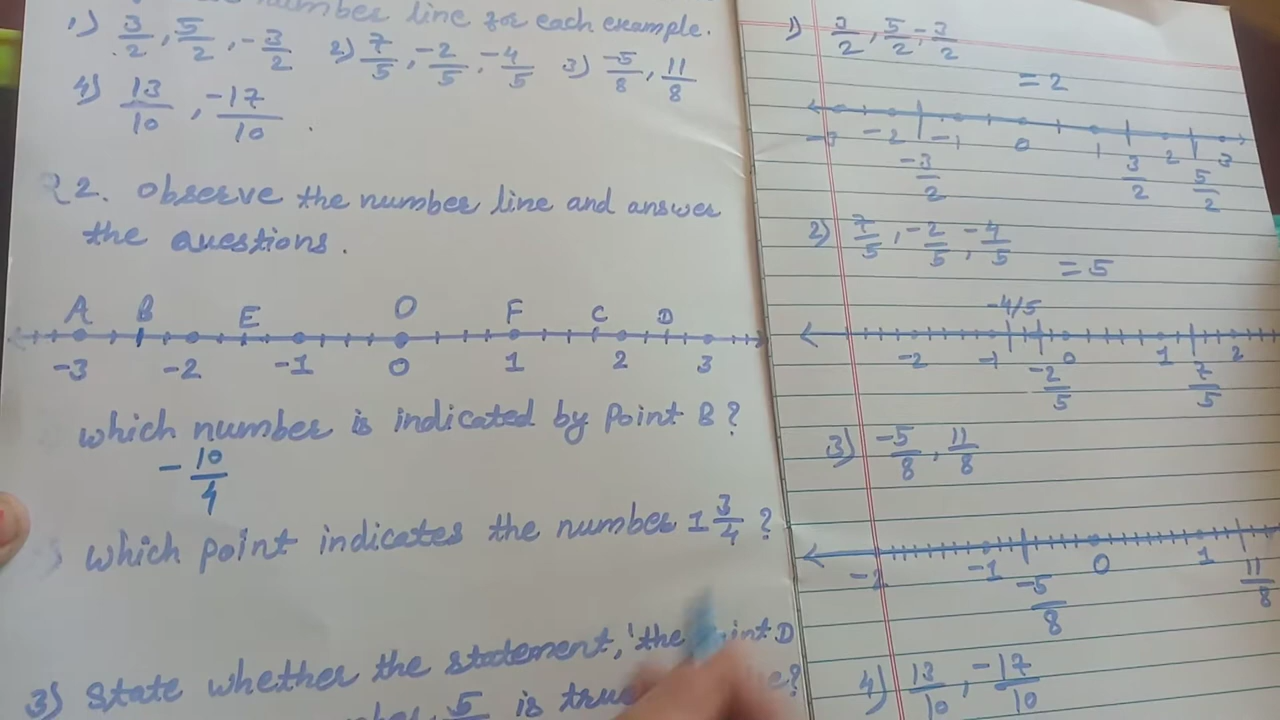 number line for each example.
1) 3/2, 5/2, -3/2 2) 7/5, -2/5, -4/5 3) -5/8, 11/8
4) 13/10, -17/10.
2. Observe the number line and answer
the questions.
A B E O F C D
-3 -2 -1 0 1 2 3
which number is indicated by Point B?
-10/4
which point indicates the number 1 3/4?
3) State whether the statement, 'the point D
5 is
1) 3/2, 5/2, -3/2
=2
-3 -2 -1 0 1 2 3
-3/2 3/2 5/2
2) 7/5, -2/5, -4/5
=5
-4/5
-2 -1 0 1 2
-2/5 7/5
3) -5/8, 11/8
-2 -1 0 1
-5/8 11/8
4) 13/10, -17/10